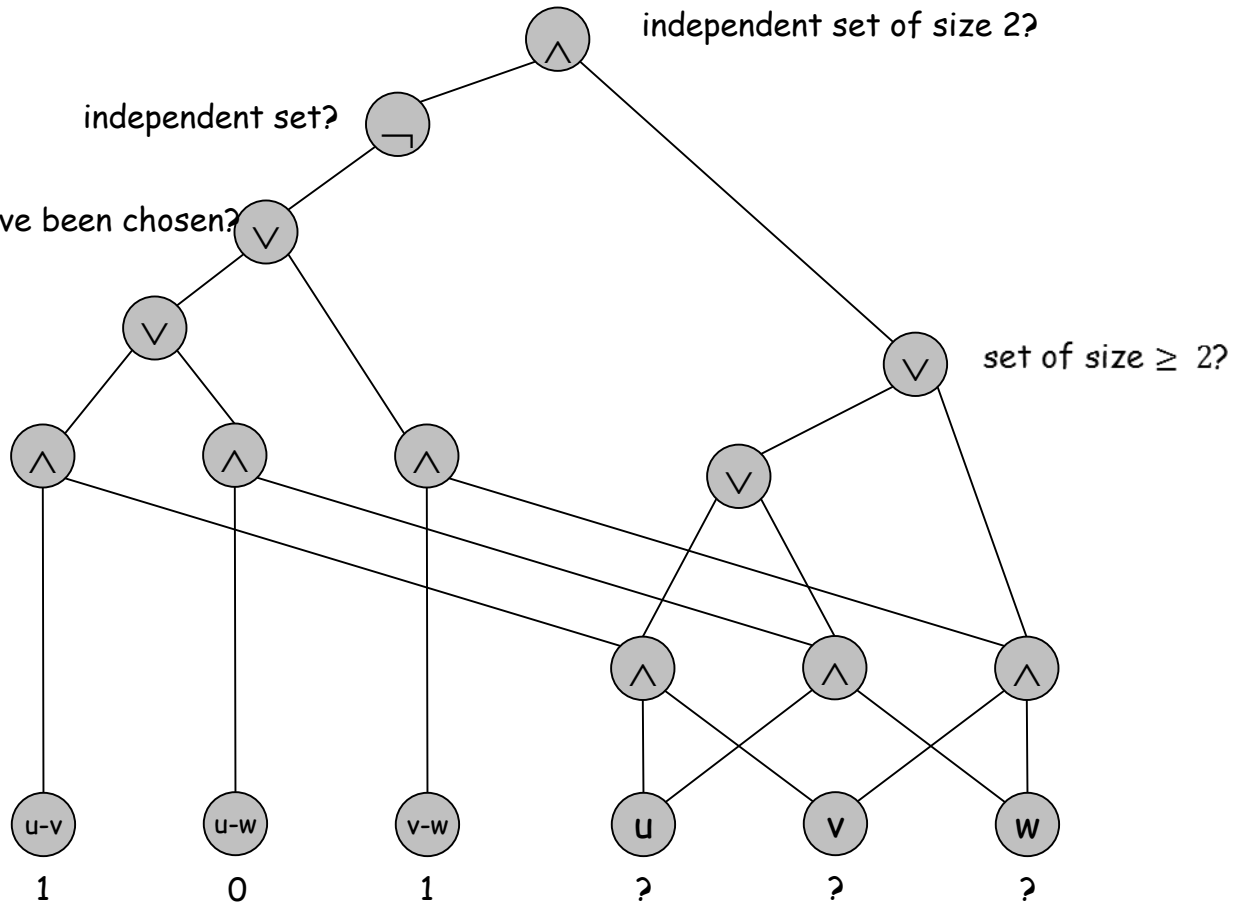 independent set of size 2?
∧
independent set?
¬
ve been chosen?
∨
∨
∨
set of size ≥ 2?
∧
∧
∧
∨
∧
∧
∧
u-v
u-w
v-w
u
v
w
1
0
1
?
?
?